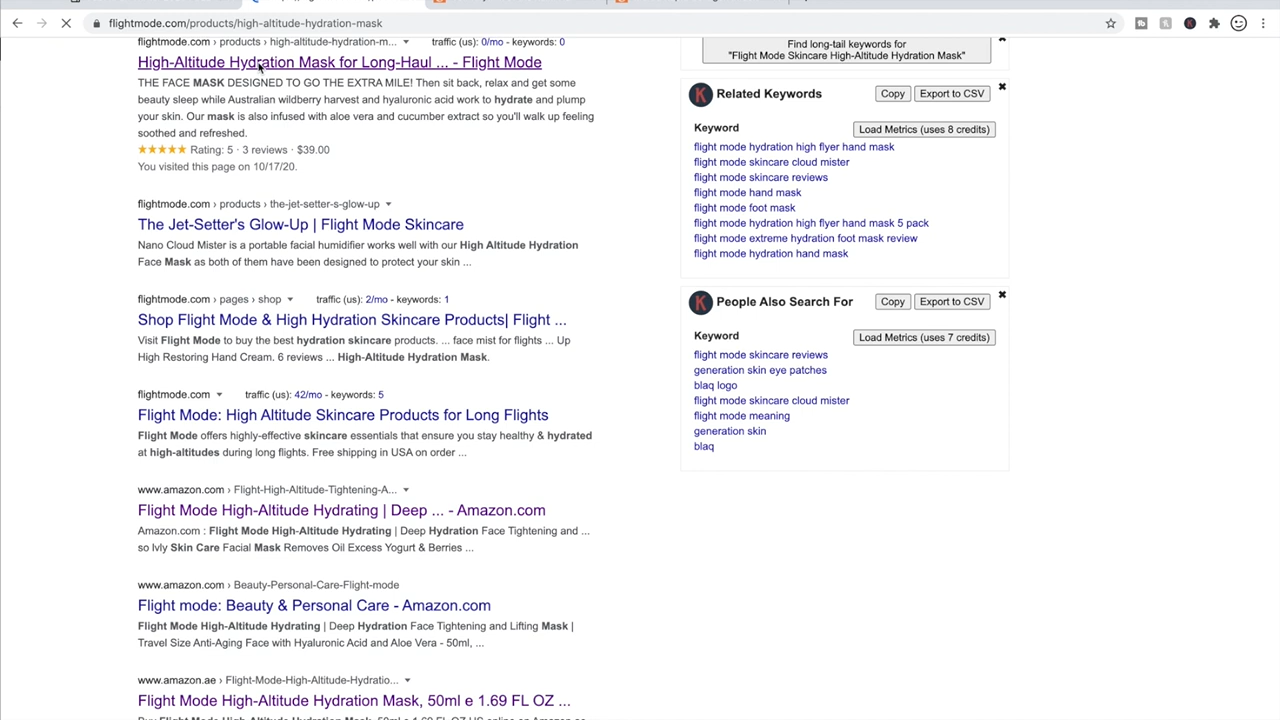 flightmode.com/products/high-altitude-hydration-mask
flightmode.com › products › high-altitude-hydration-m... traffic (us): 0/mo - keywords: 0
High-Altitude Hydration Mask for Long-Haul ... - Flight Mode
THE FACE MASK DESIGNED TO GO THE EXTRA MILE! Then sit back, relax and get some
beauty sleep while Australian wildberry harvest and hyaluronic acid work to hydrate and plump
your skin. Our mask is also infused with aloe vera and cucumber extract so you'll walk up feeling
soothed and refreshed.
Rating: 5 · 3 reviews · $39.00
You visited this page on 10/17/20.
flightmode.com › products › the-jet-setter-s-glow-up
The Jet-Setter's Glow-Up | Flight Mode Skincare
Nano Cloud Mister is a portable facial humidifier works well with our High Altitude Hydration
Face Mask as both of them have been designed to protect your skin ...
flightmode.com › pages › shop traffic (us): 2/mo - keywords: 1
Shop Flight Mode & High Hydration Skincare Products| Flight ...
Visit Flight Mode to buy the best hydration skincare products. ... face mist for flights ... Up
High Restoring Hand Cream. 6 reviews ... High-Altitude Hydration Mask.
flightmode.com traffic (us): 42/mo - keywords: 5
Flight Mode: High Altitude Skincare Products for Long Flights
Flight Mode offers highly-effective skincare essentials that ensure you stay healthy & hydrated
at high-altitudes during long flights. Free shipping in USA on order ...
www.amazon.com › Flight-High-Altitude-Tightening-A...
Flight Mode High-Altitude Hydrating | Deep ... - Amazon.com
Amazon.com : Flight Mode High-Altitude Hydrating | Deep Hydration Face Tightening and ...
so Ivly Skin Care Facial Mask Removes Oil Excess Yogurt & Berries ...
www.amazon.com › Beauty-Personal-Care-Flight-mode
Flight mode: Beauty & Personal Care - Amazon.com
Flight Mode High-Altitude Hydrating | Deep Hydration Face Tightening and Lifting Mask |
Travel Size Anti-Aging Face with Hyaluronic Acid and Aloe Vera - 50ml, ...
www.amazon.ae › Flight-Mode-High-Altitude-Hydratio...
Flight Mode High-Altitude Hydration Mask, 50ml e 1.69 FL OZ ...
Find long-tail keywords for
"Flight Mode Skincare High-Altitude Hydration Mask"
K Related Keywords Copy Export to CSV
Keyword Load Metrics (uses 8 credits)
flight mode hydration high flyer hand mask
flight mode skincare cloud mister
flight mode skincare reviews
flight mode hand mask
flight mode foot mask
flight mode hydration high flyer hand mask 5 pack
flight mode extreme hydration foot mask review
flight mode hydration hand mask
K People Also Search For Copy Export to CSV
Keyword Load Metrics (uses 7 credits)
flight mode skincare reviews
generation skin eye patches
blaq logo
flight mode skincare cloud mister
flight mode meaning
generation skin
blaq